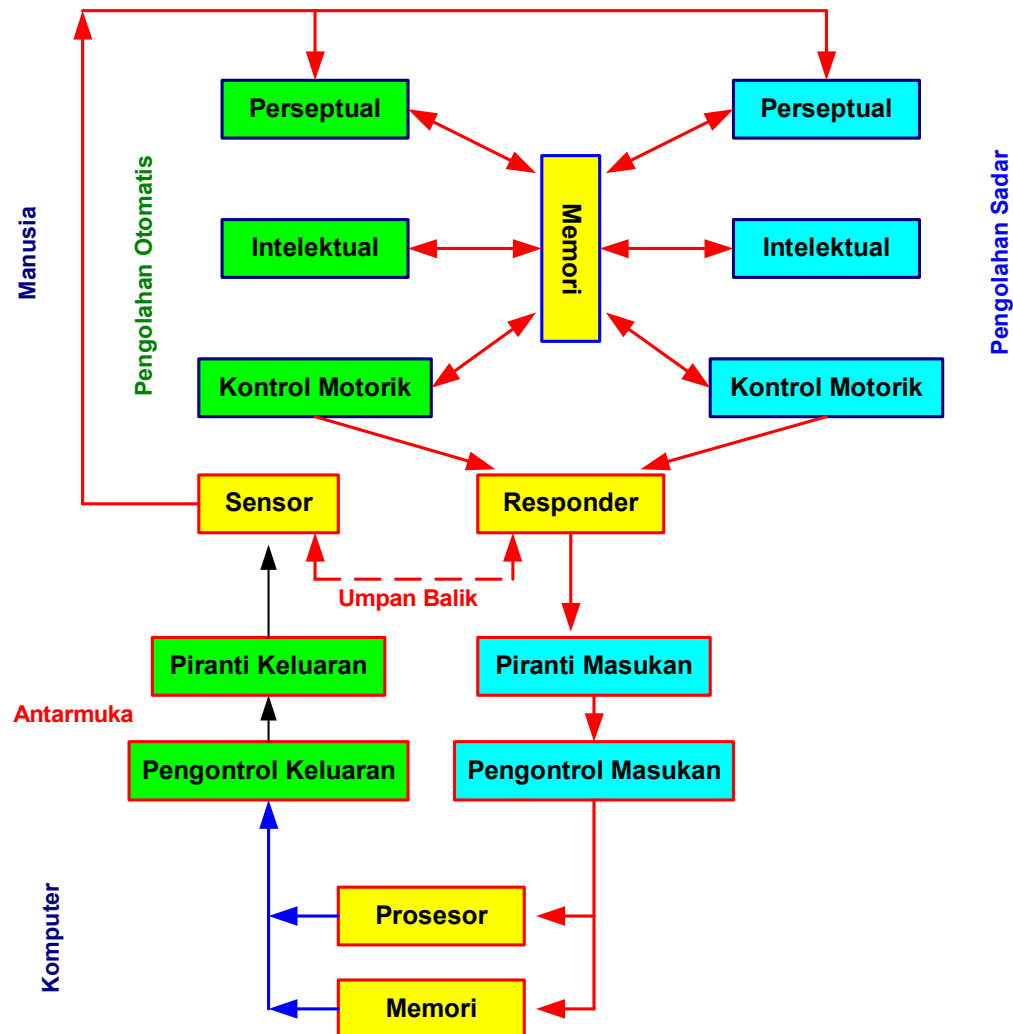 Perseptual
Perseptual
Manusia
Pengolahan Otomatis
Memori
Pengolahan Sadar
Intelektual
Intelektual
Kontrol Motorik
Kontrol Motorik
Sensor
Responder
Umpan Balik
Piranti Keluaran
Piranti Masukan
Antarmuka
Pengontrol Keluaran
Pengontrol Masukan
Komputer
Prosesor
Memori